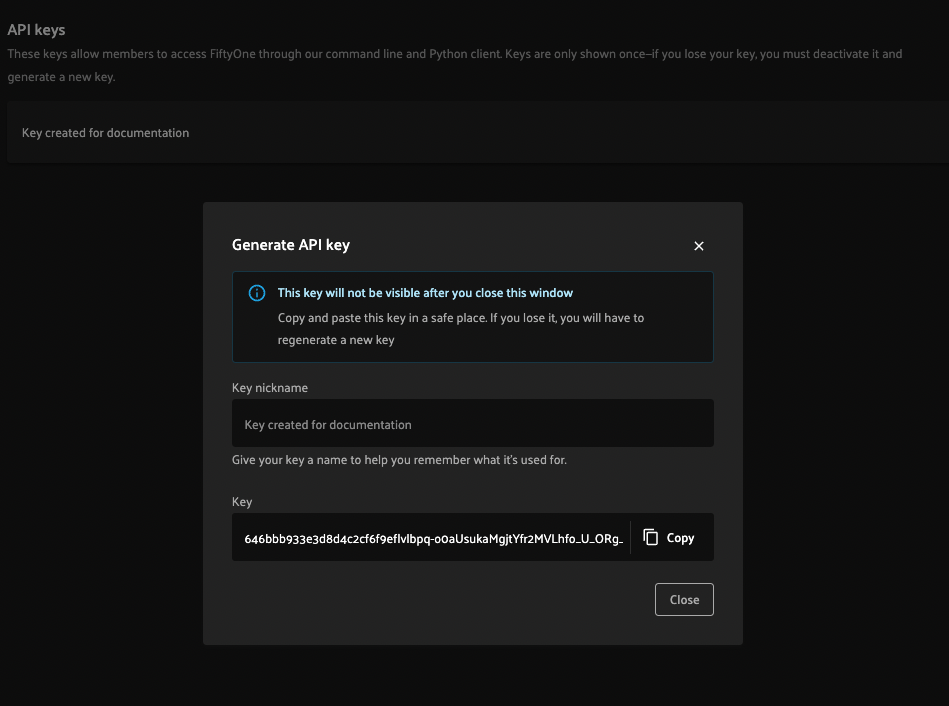 API keys
These keys allow members to access FiftyOne through our command line and Python client. Keys are only shown once—if you lose your key, you must deactivate it and
generate a new key.
Key created for documentation
Generate API key
This key will not be visible after you close this window
Copy and paste this key in a safe place. If you lose it, you will have to
regenerate a new key
Key nickname
Key created for documentation
Give your key a name to help you remember what it's used for.
Key
Copy
Close